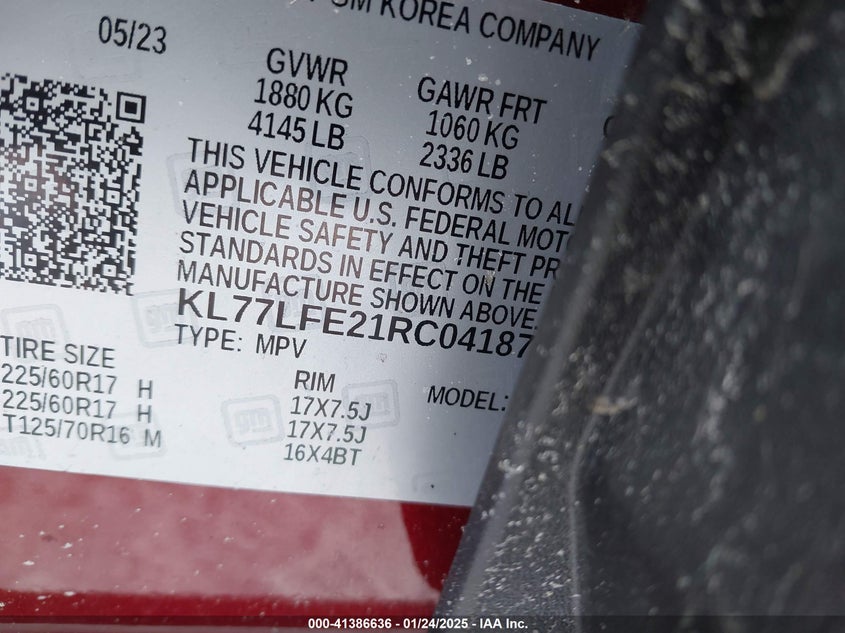 GM KOREA COMPANY
05/23
GVWR
1880 KG
4145 LB
GAWR FRT
1060 KG
2336 LB
THIS VEHICLE CONFORMS TO AL
APPLICABLE U.S. FEDERAL MOT
VEHICLE SAFETY AND THEFT PR
STANDARDS IN EFFECT ON THE
MANUFACTURE SHOWN ABOVE.
KL77LFE21RC04187
TYPE: MPV
MODEL:
TIRE SIZE
225/60R17 H
225/60R17 H
T125/70R16 M
RIM
17X7.5J
17X7.5J
16X4BT
000-41386636 - 01/24/2025 - IAA Inc.